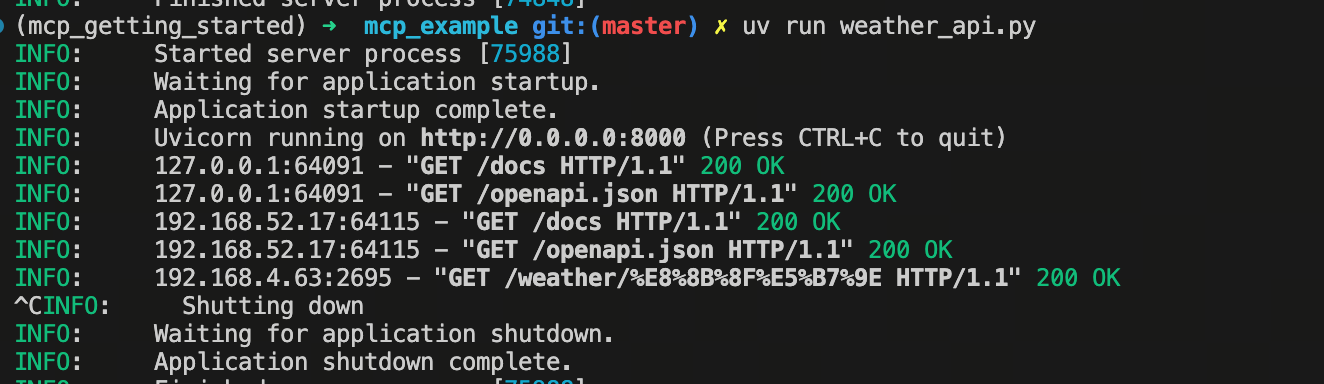 INFO: Finished server process [74848]
(mcp_getting_started) → mcp_example git:(master) ✗ uv run weather_api.py
INFO: Started server process [75988]
INFO: Waiting for application startup.
INFO: Application startup complete.
INFO: Uvicorn running on http://0.0.0.0:8000 (Press CTRL+C to quit)
INFO: 127.0.0.1:64091 - "GET /docs HTTP/1.1" 200 OK
INFO: 127.0.0.1:64091 - "GET /openapi.json HTTP/1.1" 200 OK
INFO: 192.168.52.17:64115 - "GET /docs HTTP/1.1" 200 OK
INFO: 192.168.52.17:64115 - "GET /openapi.json HTTP/1.1" 200 OK
INFO: 192.168.4.63:2695 - "GET /weather/%E8%8B%8F%E5%B7%9E HTTP/1.1" 200 OK
^CINFO: Shutting down
INFO: Waiting for application shutdown.
INFO: Application shutdown complete.
INFO: [75988]